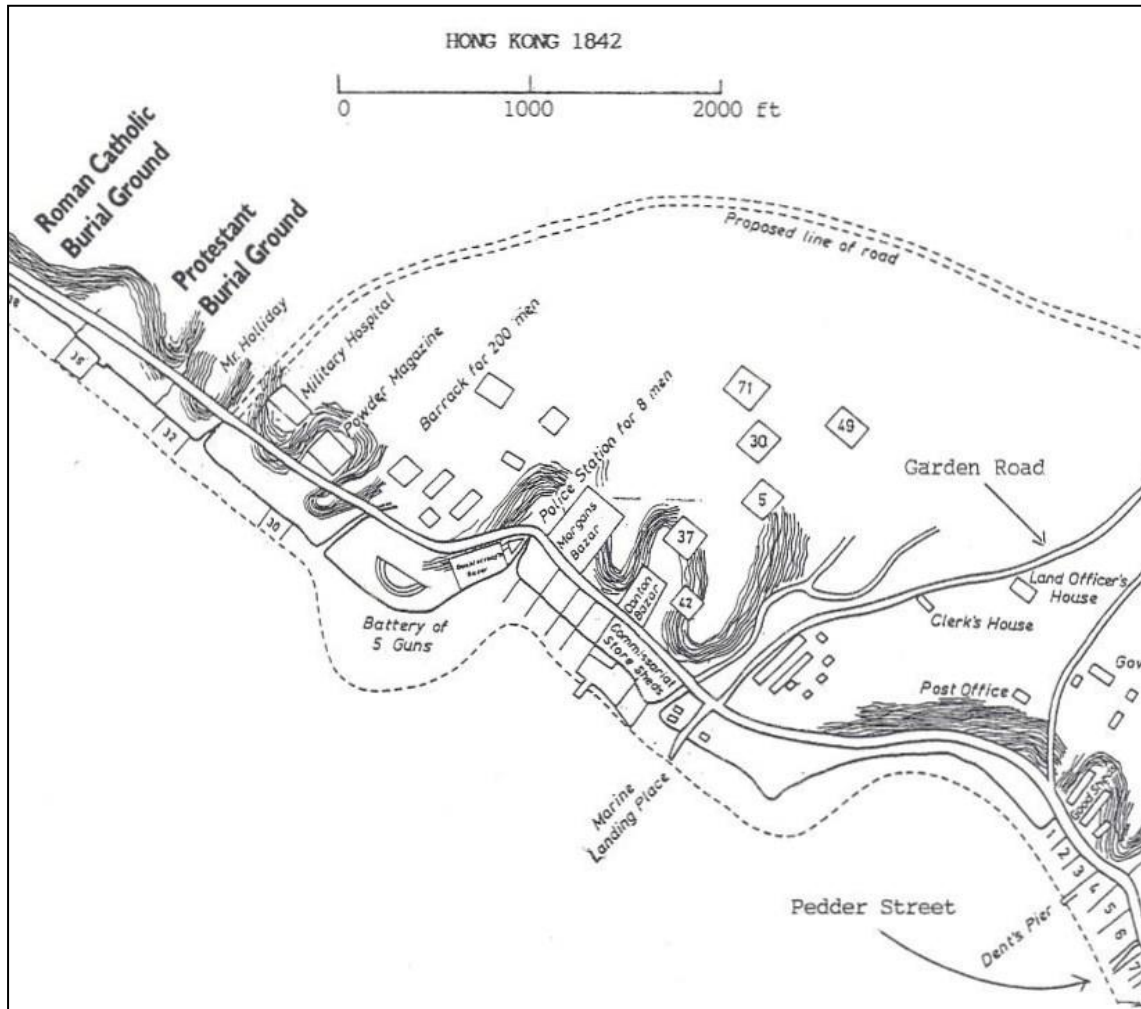 HONG KONG 1842
0 1000 2000 ft
Roman Catholic
Burial Ground
Protestant
Burial Ground
Mr. Holliday
Military Hospital
Powder Magazine
Barrack for 200 men
Police Station for 8 men
Proposed line of road
71
30
49
5
37
42
Garden Road
Morgans
Bazar
Canton
Bazar
Commissariat
Store Sheds
Land Officer's
House
Clerk's House
Post Office
Gov
35
32
30
Battery of
5 Guns
Marine
Landing Place
1
2
3
4
5
6
7
Pedder Street
Dent's Pier